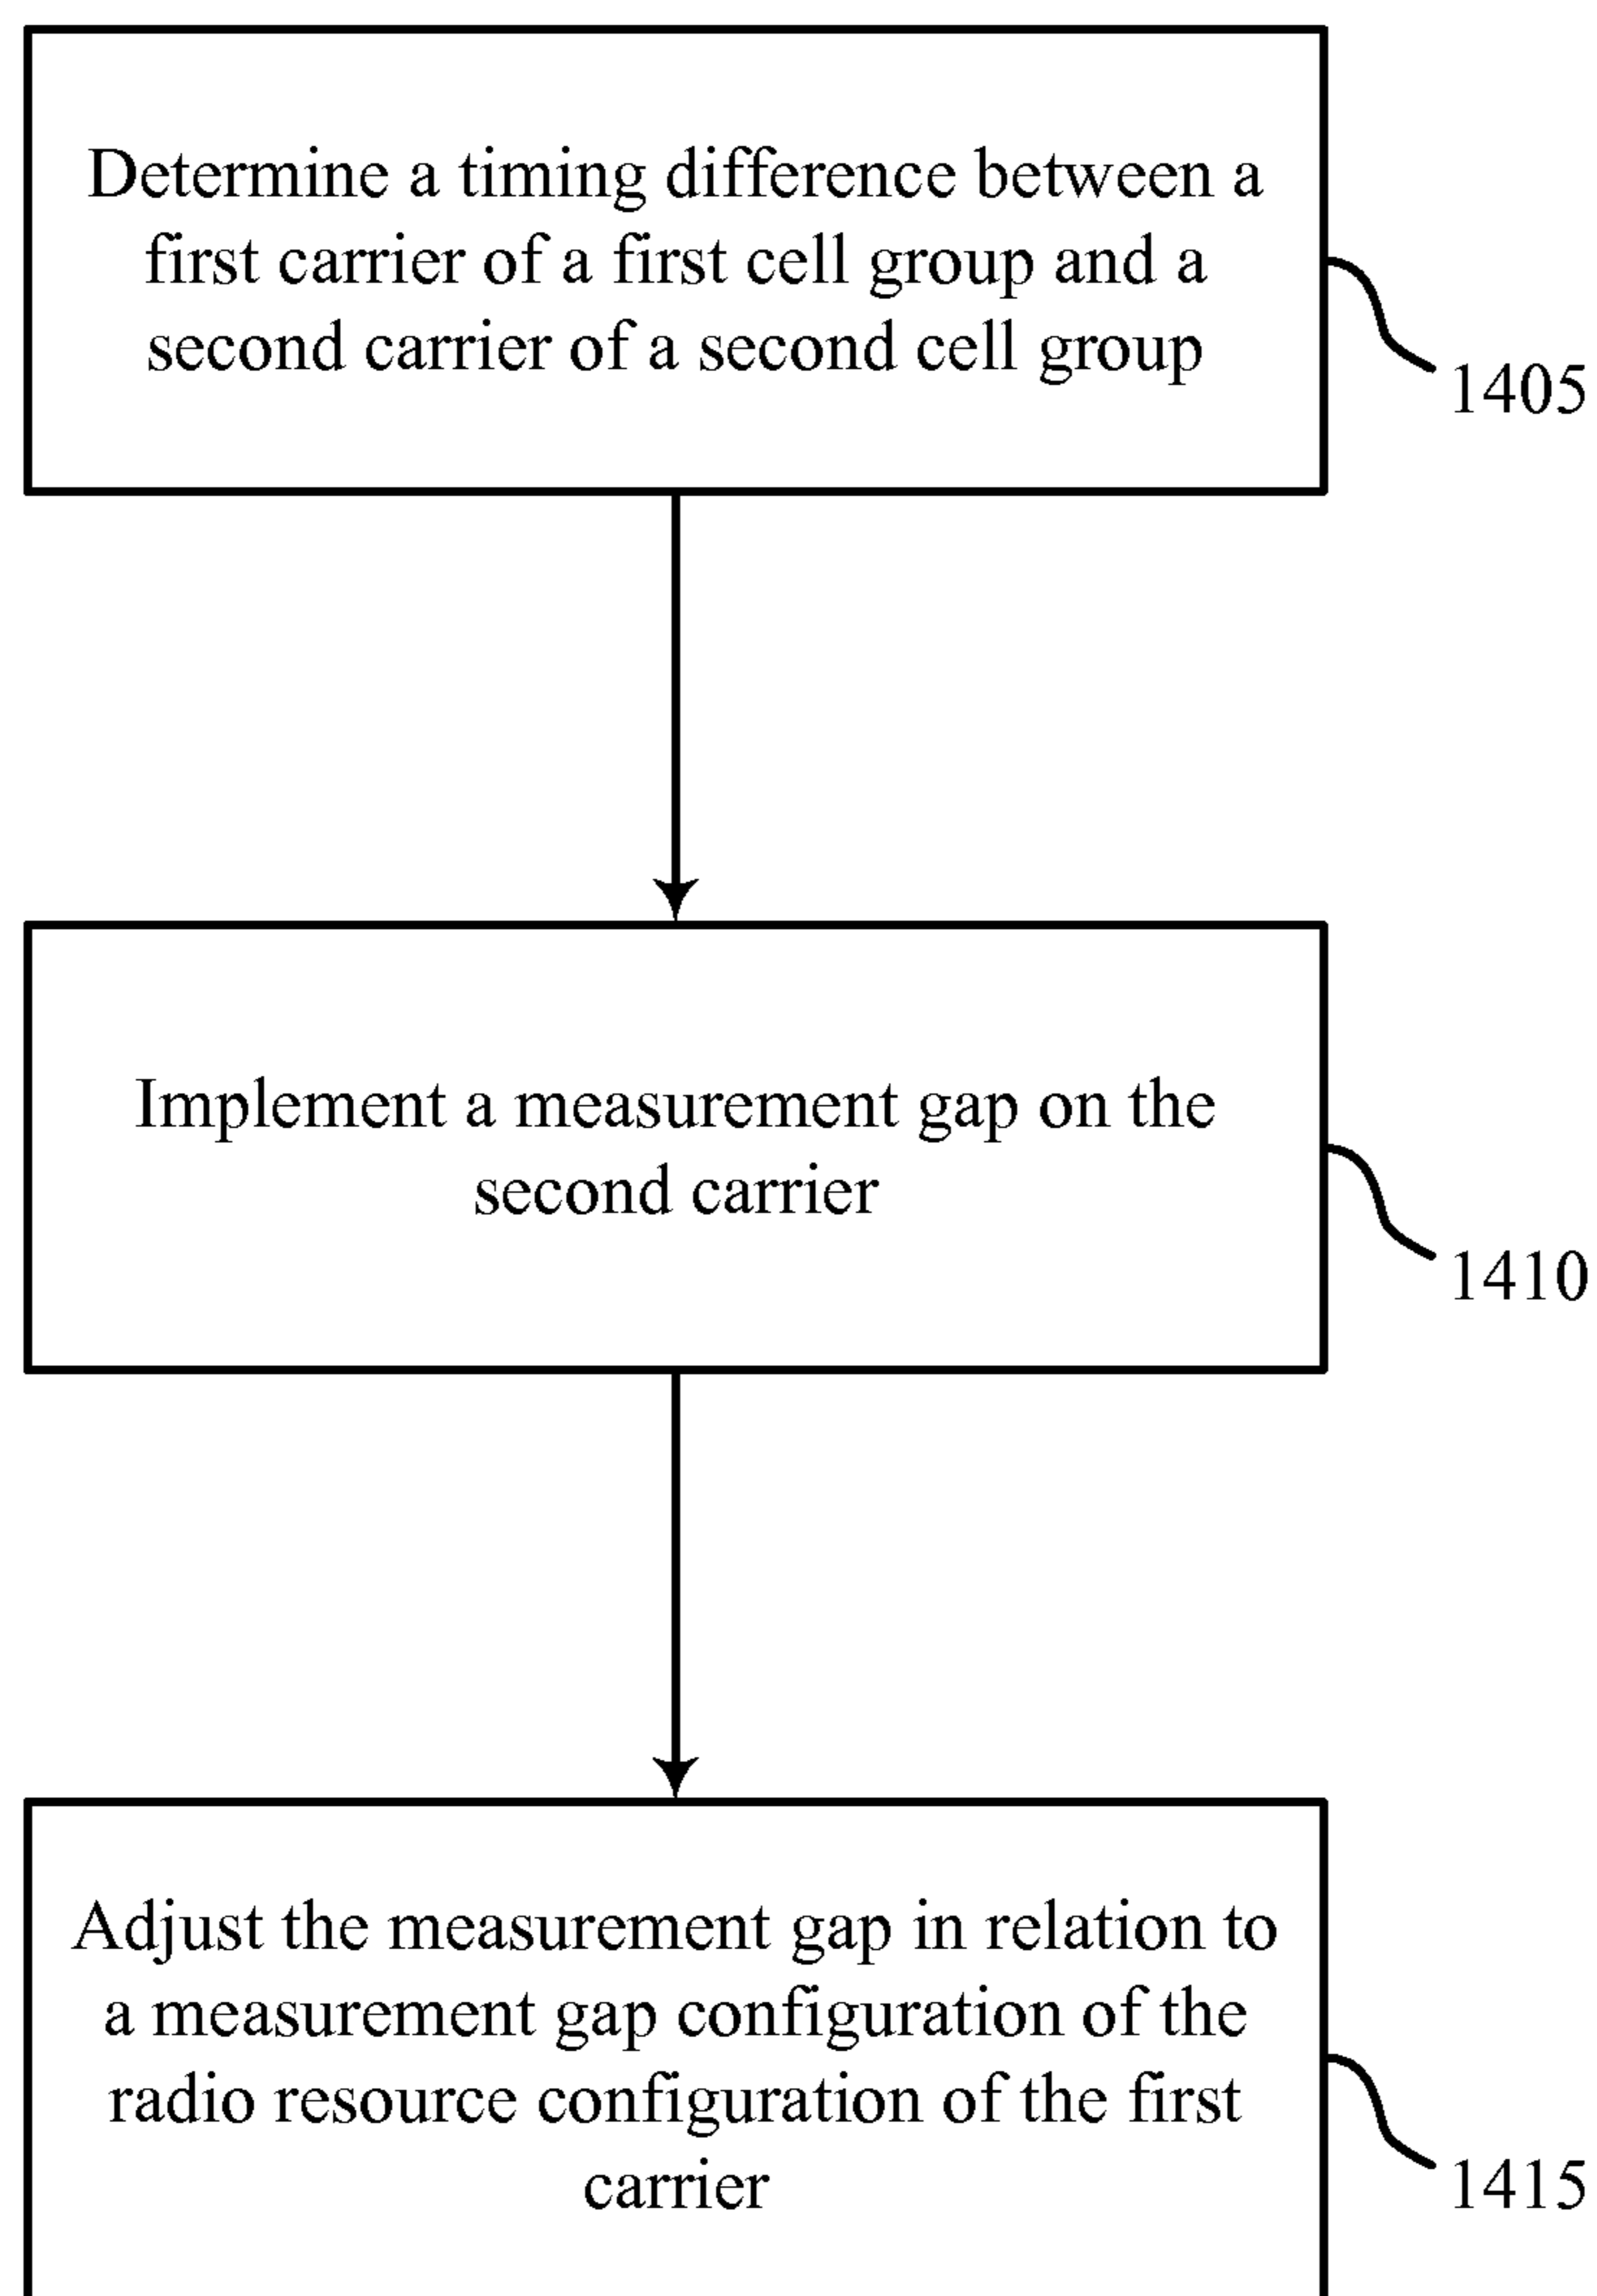 Determine a timing difference between a
first carrier of a first cell group and a
second carrier of a second cell group
1405
Implement a measurement gap on the
second carrier
1410
Adjust the measurement gap in relation to
a measurement gap configuration of the
radio resource configuration of the first
carrier
1415